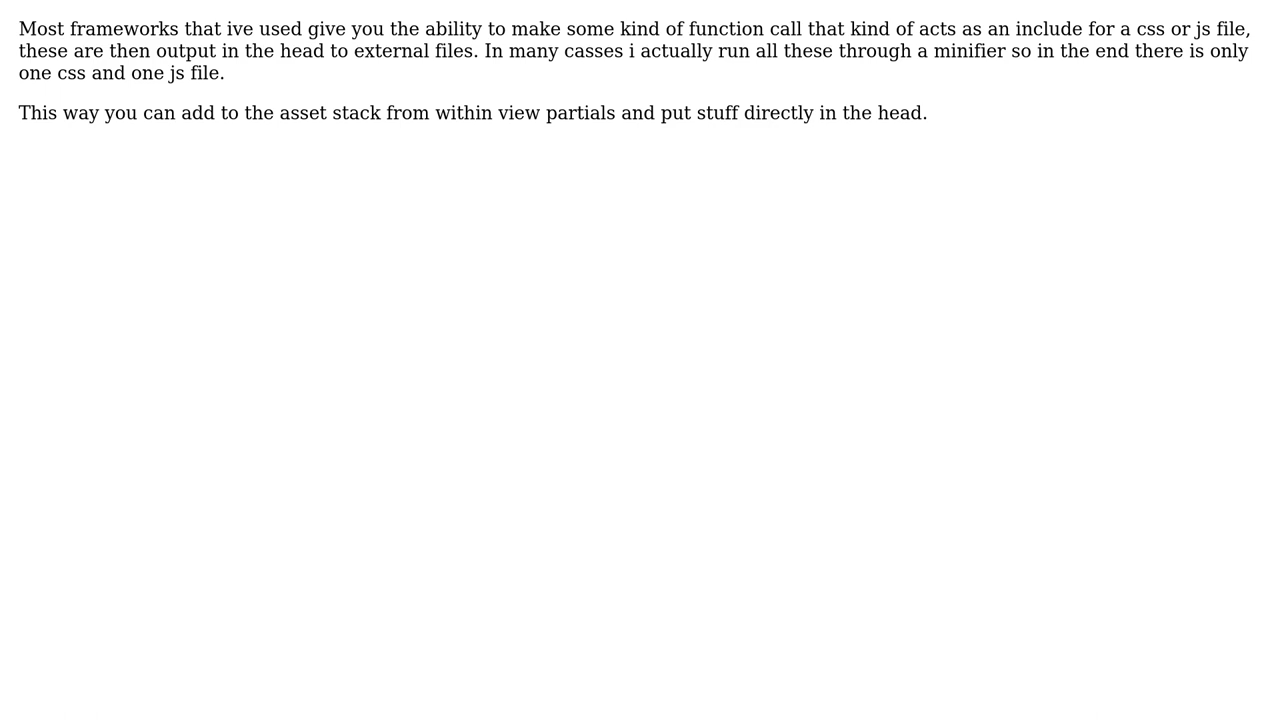 Most frameworks that ive used give you the ability to make some kind of function call that kind of acts as an include for a css or js file,
these are then output in the head to external files. In many casses i actually run all these through a minifier so in the end there is only
one css and one js file.
This way you can add to the asset stack from within view partials and put stuff directly in the head.